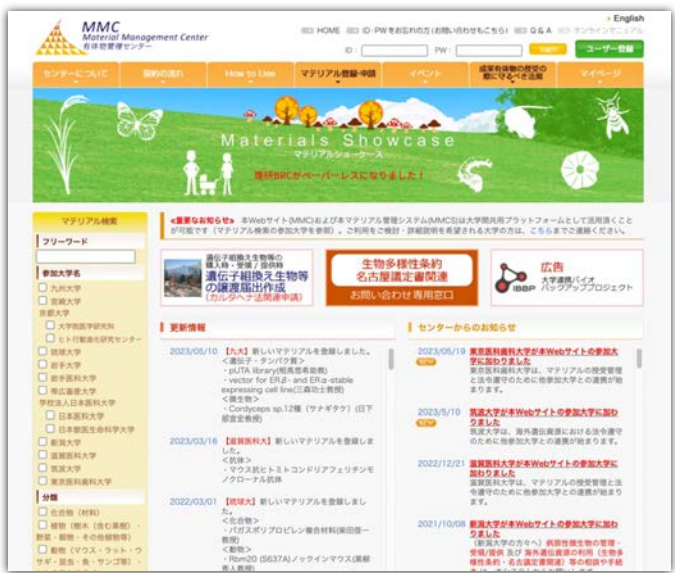 English
MMC
Material Management Center
有体物管理センター
HOME ID・PWをお忘れの方(お問い合わせもこちら) Q & A オンラインマニュアル
ID: PW: ユーザー登録
センターについて 契約の流れ How to Use マテリアル登録・申請 イベント 成果有体物の授受の マイページ
際に守るべき法規
Materials Showcase
マテリアルショーケース
理研BRCがペーパーレスになりました!
マテリアル検索
フリーワード
参加大学名
九州大学
宮崎大学
京都大学
大学院医学研究科
ヒト行動進化研究センター
琉球大学
岩手大学
岩手医科大学
帯広畜産大学
学校法人日本医科大学
日本医科大学
日本獣医生命科学大学
新潟大学
滋賀医科大学
筑波大学
東京医科歯科大学
分類
化合物(材料)
植物(樹木(含む果樹)・
野菜・穀物・その他植物等)
動物(マウス・ラット・ウ
サギ・昆虫・魚・サンゴ等)・
≪重要なお知らせ≫ 本Webサイト(MMC)および本マテリアル管理システム(MMCS)は大学間共用プラットフォームとして活用頂くこと
が可能です(マテリアル検索の参加大学を参照)。ご利用をご検討・詳細説明を希望される大学の方は、こちらまでご連絡ください。
遺伝子組換え生物等の
購入時・受領/提供時
遺伝子組換え生物等
の譲渡届出作成
(カルタヘナ法関連申請)
生物多様性条約
名古屋議定書関連
お問い合わせ専用窓口
IBBP
広告
大学連携バイオ
バックアッププロジェクト
更新情報
2023/05/10 【九大】新しいマテリアルを登録しました。
<遺伝子・タンパク質>
・pUTA library(相馬悠希助教)
・vector for ERβ- and ERα-stable
expressing cell line(三森功士教授)
<微生物>
・Cordyceps sp.12種(サナギタケ)(日下
部宜宏教授)
2023/03/16 【滋賀医科大】新しいマテリアルを登録しま
した。
<抗体>
・マウス抗ヒトミトコンドリアフェリチンモ
ノクローナル抗体
2022/03/01 【琉球大】新しいマテリアルを登録しまし
た。
<化合物>
・バガスポリプロピレン複合材料(柴田信一
教授)
<動物>
・Rbm20 (S637A)ノックインマウス(黒柳
秀人教授)
センターからのお知らせ
2023/05/19 東京医科歯科大学が本Webサイトの参加大
学に加わりました
東京医科歯科大学は、マテリアルの授受管理
と法令遵守のために他参加大学との連携が始
まります。
2023/5/10 筑波大学が本Webサイトの参加大学に加わ
りました
筑波大学は、海外遺伝資源における法令遵守
のために他参加大学との連携が始まります。
2022/12/21 滋賀医科大学が本Webサイトの参加大学に
加わりました
滋賀医科大学は、マテリアルの授受管理と法
令遵守のために他参加大学との連携が始まり
ます。
2021/10/08 新潟大学が本Webサイトの参加大学に加わ
りました
(新潟大学の方々へ)病原性微生物の管理・
受領/提供 及び 海外遺伝資源の利用(生物多
様性条約・名古屋議定書関連)等の相談や手続